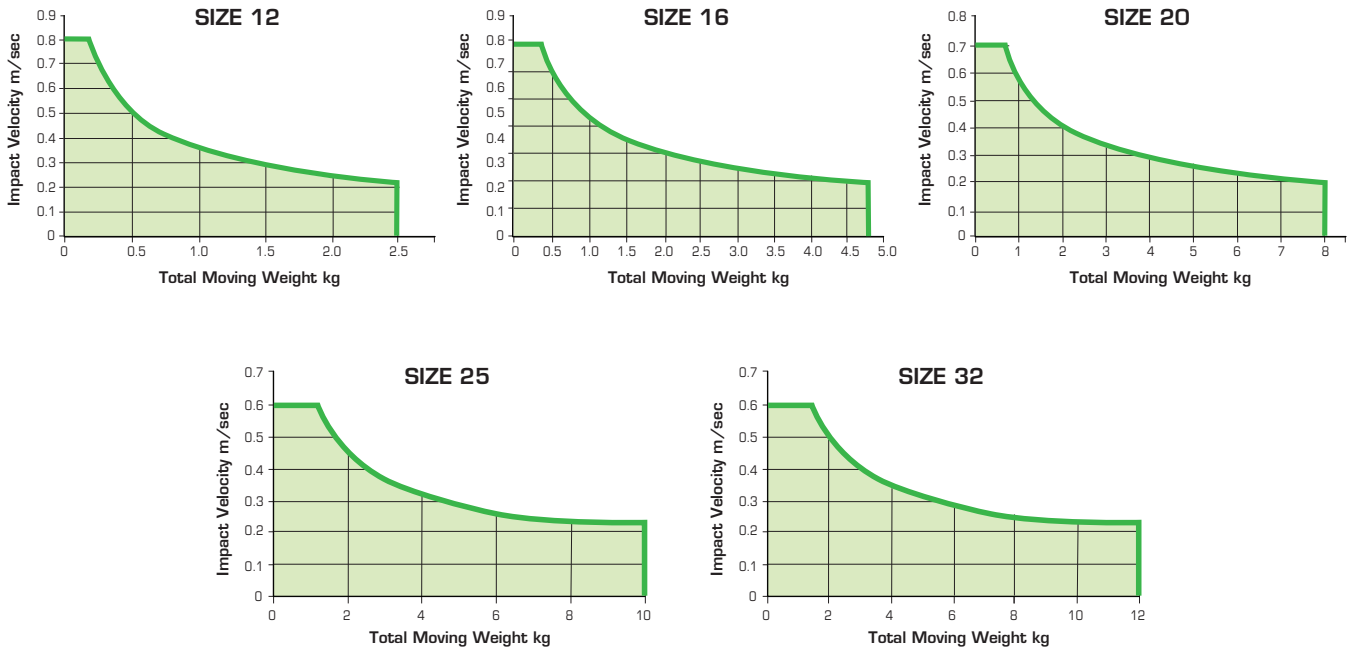 SIZE 12
Impact Velocity m/sec
0.9
0.8
0.7
0.6
0.5
0.4
0.3
0.2
0.1
0
0 0.5 1.0 1.5 2.0 2.5
Total Moving Weight kg
SIZE 16
Impact Velocity m/sec
0.9
0.8
0.7
0.6
0.5
0.4
0.3
0.2
0.1
0
0 0.5 1.0 1.5 2.0 2.5 3.0 3.5 4.0 4.5 5.0
Total Moving Weight kg
SIZE 20
Impact Velocity m/sec
0.8
0.7
0.6
0.5
0.4
0.3
0.2
0.1
0
0 1 2 3 4 5 6 7 8
Total Moving Weight kg
SIZE 25
Impact Velocity m/sec
0.7
0.6
0.5
0.4
0.3
0.2
0.1
0
0 2 4 6 8 10
Total Moving Weight kg
SIZE 32
Impact Velocity m/sec
0.7
0.6
0.5
0.4
0.3
0.2
0.1
0
0 2 4 6 8 10 12
Total Moving Weight kg